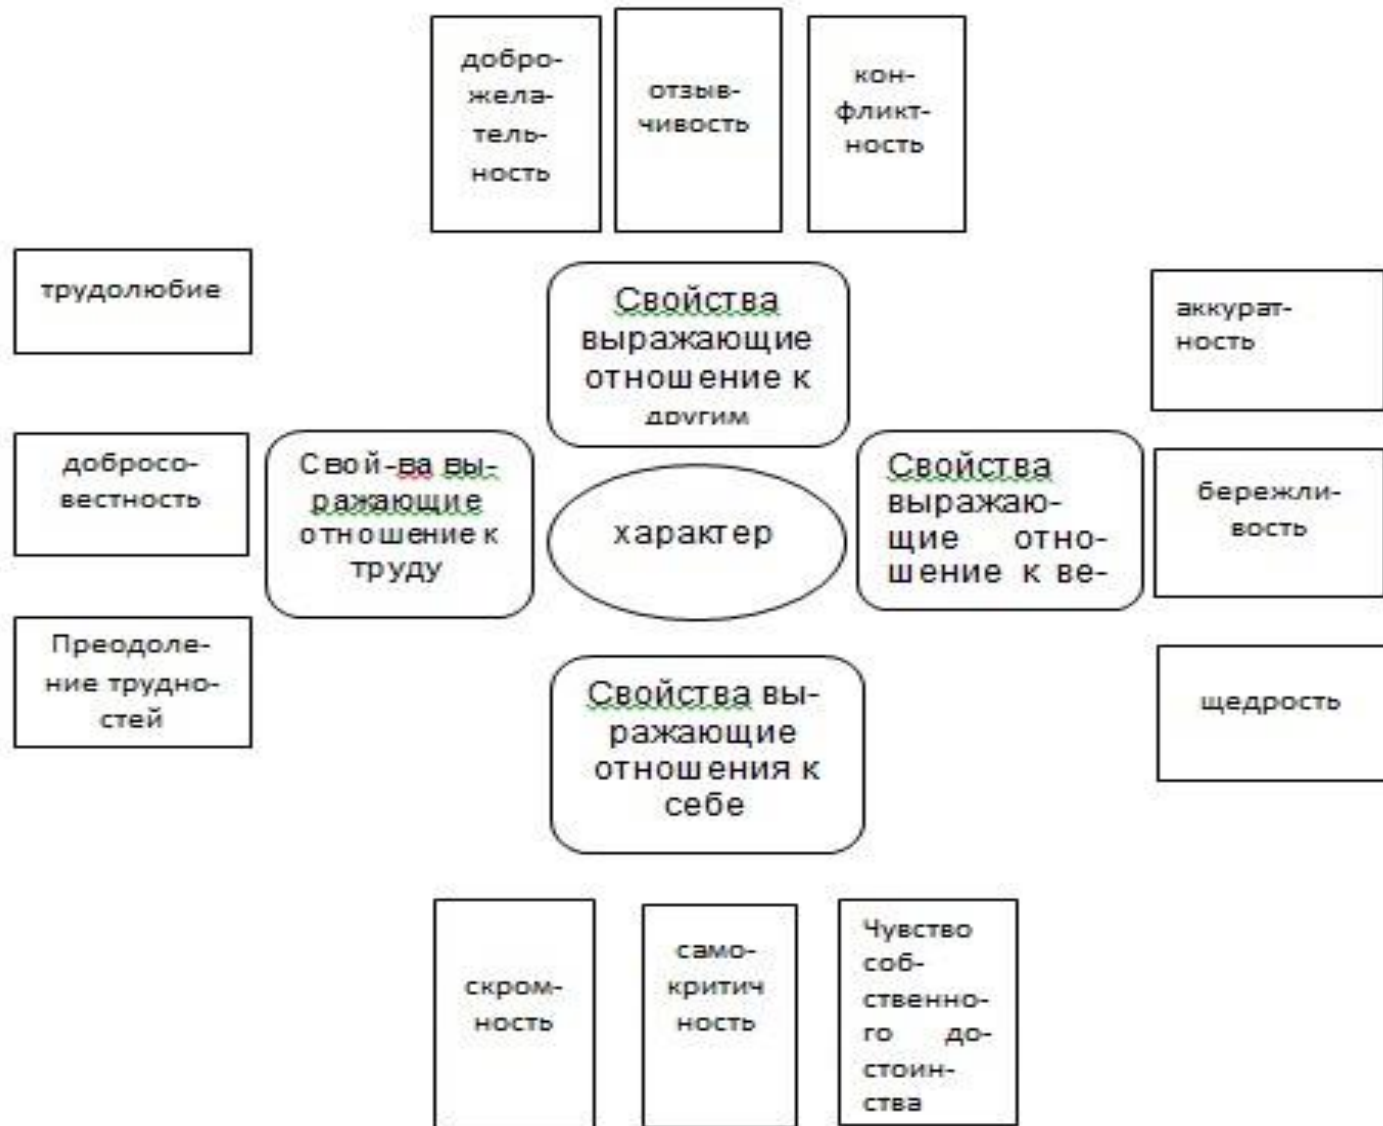 добро-
жела-
тель-
ность
отзыв-
чивость
кон-
фликт-
ность
трудолюбие
Свойства
выражающие
отношение к
другим
аккурат-
ность
добросо-
вестность
Свой-ва вы-
ражающие
отношение к
труду
характер
Свойства
выражаю-
щие отно-
шение к ве-
бережли-
вость
Преодоле-
ние трудно-
стей
Свойства вы-
ражающие
отношения к
себе
щедрость
скром-
ность
само-
критич
ность
Чувство
соб-
ственно-
го до-
стоин-
ства